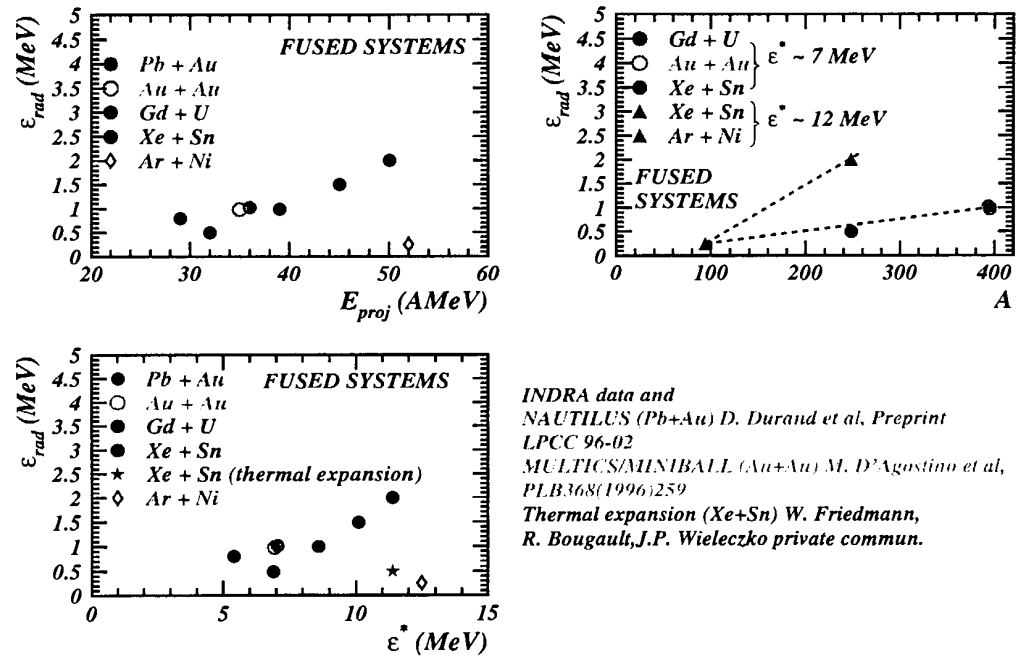 5
4.5
4
3.5
3
2.5
2
1.5
1
0.5
0
εrad (MeV)
FUSED SYSTEMS
Pb + Au
Au + Au
Gd + U
Xe + Sn
Ar + Ni
20 30 40 50 60
Eproj (AMeV)
5
4.5
4
3.5
3
2.5
2
1.5
1
0.5
0
εrad (MeV)
Gd + U
Au + Au
Xe + Sn
ε* ~ 7 MeV
Xe + Sn
Ar + Ni
ε* ~ 12 MeV
FUSED
SYSTEMS
0 100 200 300 400
A
5
4.5
4
3.5
3
2.5
2
1.5
1
0.5
0
εrad (MeV)
FUSED SYSTEMS
Pb + Au
Au + Au
Gd + U
Xe + Sn
Xe + Sn (thermal expansion)
Ar + Ni
0 5 10 15
ε* (MeV)
INDRA data and
NAUTILUS (Pb+Au) D. Durand et al, Preprint
LPCC 96-02
MULTICS/MINIBALL (Au+Au) M. D'Agostino et al,
PLB368(1996)259
Thermal expansion (Xe+Sn) W. Friedmann,
R. Bougault,J.P. Wieleczko private commun.